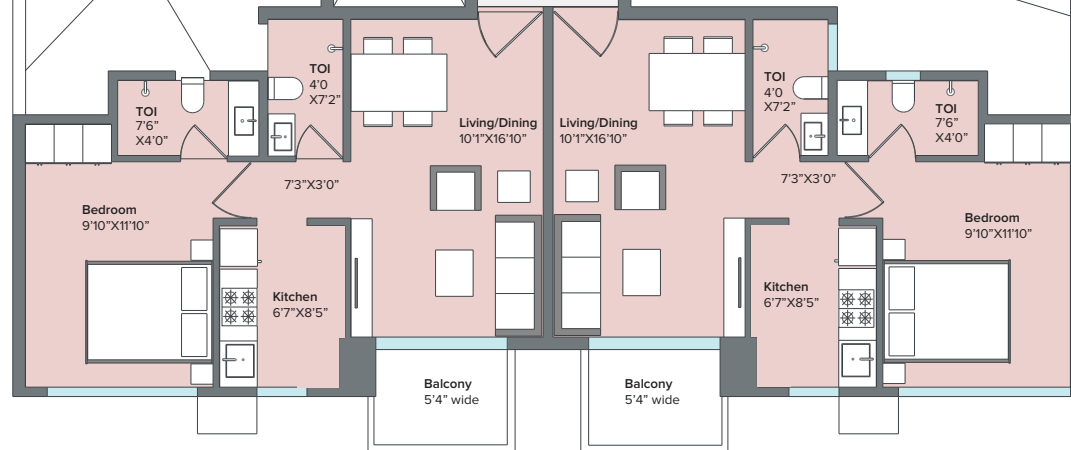 TOI
4'0
X7'2"
TOI
7'6"
X4'0"
Living/Dining
10'1"X16'10"
7'3"X3'0"
Bedroom
9'10"X11'10"
Kitchen
6'7"X8'5"
Balcony
5'4" wide
Living/Dining
10'1"X16'10"
TOI
4'0
X7'2"
TOI
7'6"
X4'0"
7'3"X3'0"
Bedroom
9'10"X11'10"
Kitchen
6'7"X8'5"
Balcony
5'4" wide